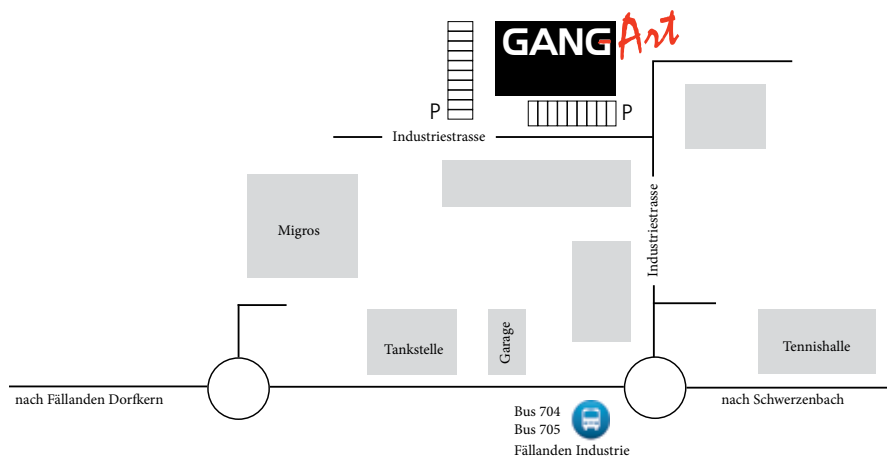 GANG-Art
P
P
Industriestrasse
Industriestrasse
Migros
Tankstelle
Garage
Tennishalle
nach Fällanden Dorfkern
nach Schwerzenbach
Bus 704
Bus 705
Fällanden Industrie